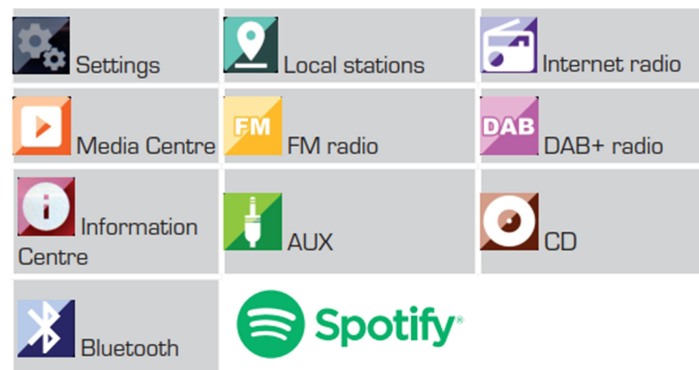 Settings
Local stations
Internet radio
Media Centre
FM
FM radio
DAB
DAB+ radio
i
Information
Centre
AUX
CD
Bluetooth
Spotify®